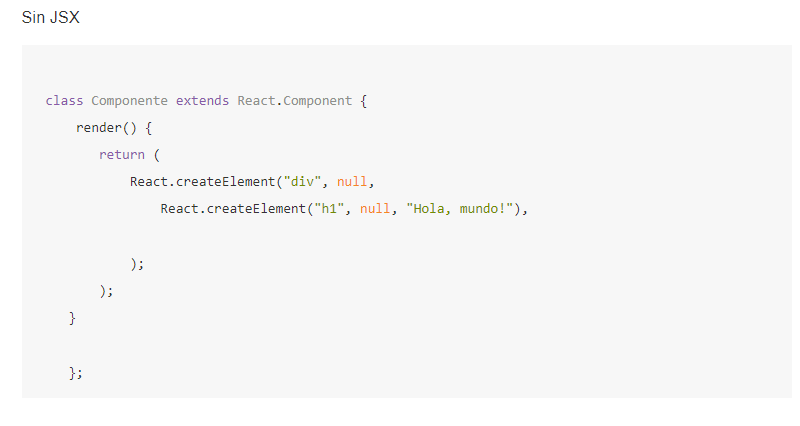 Sin JSX
class Componente extends React.Component {
render() {
return (
React.createElement("div", null,
React.createElement("h1", null, "Hola, mundo!"),
);
);
}
};